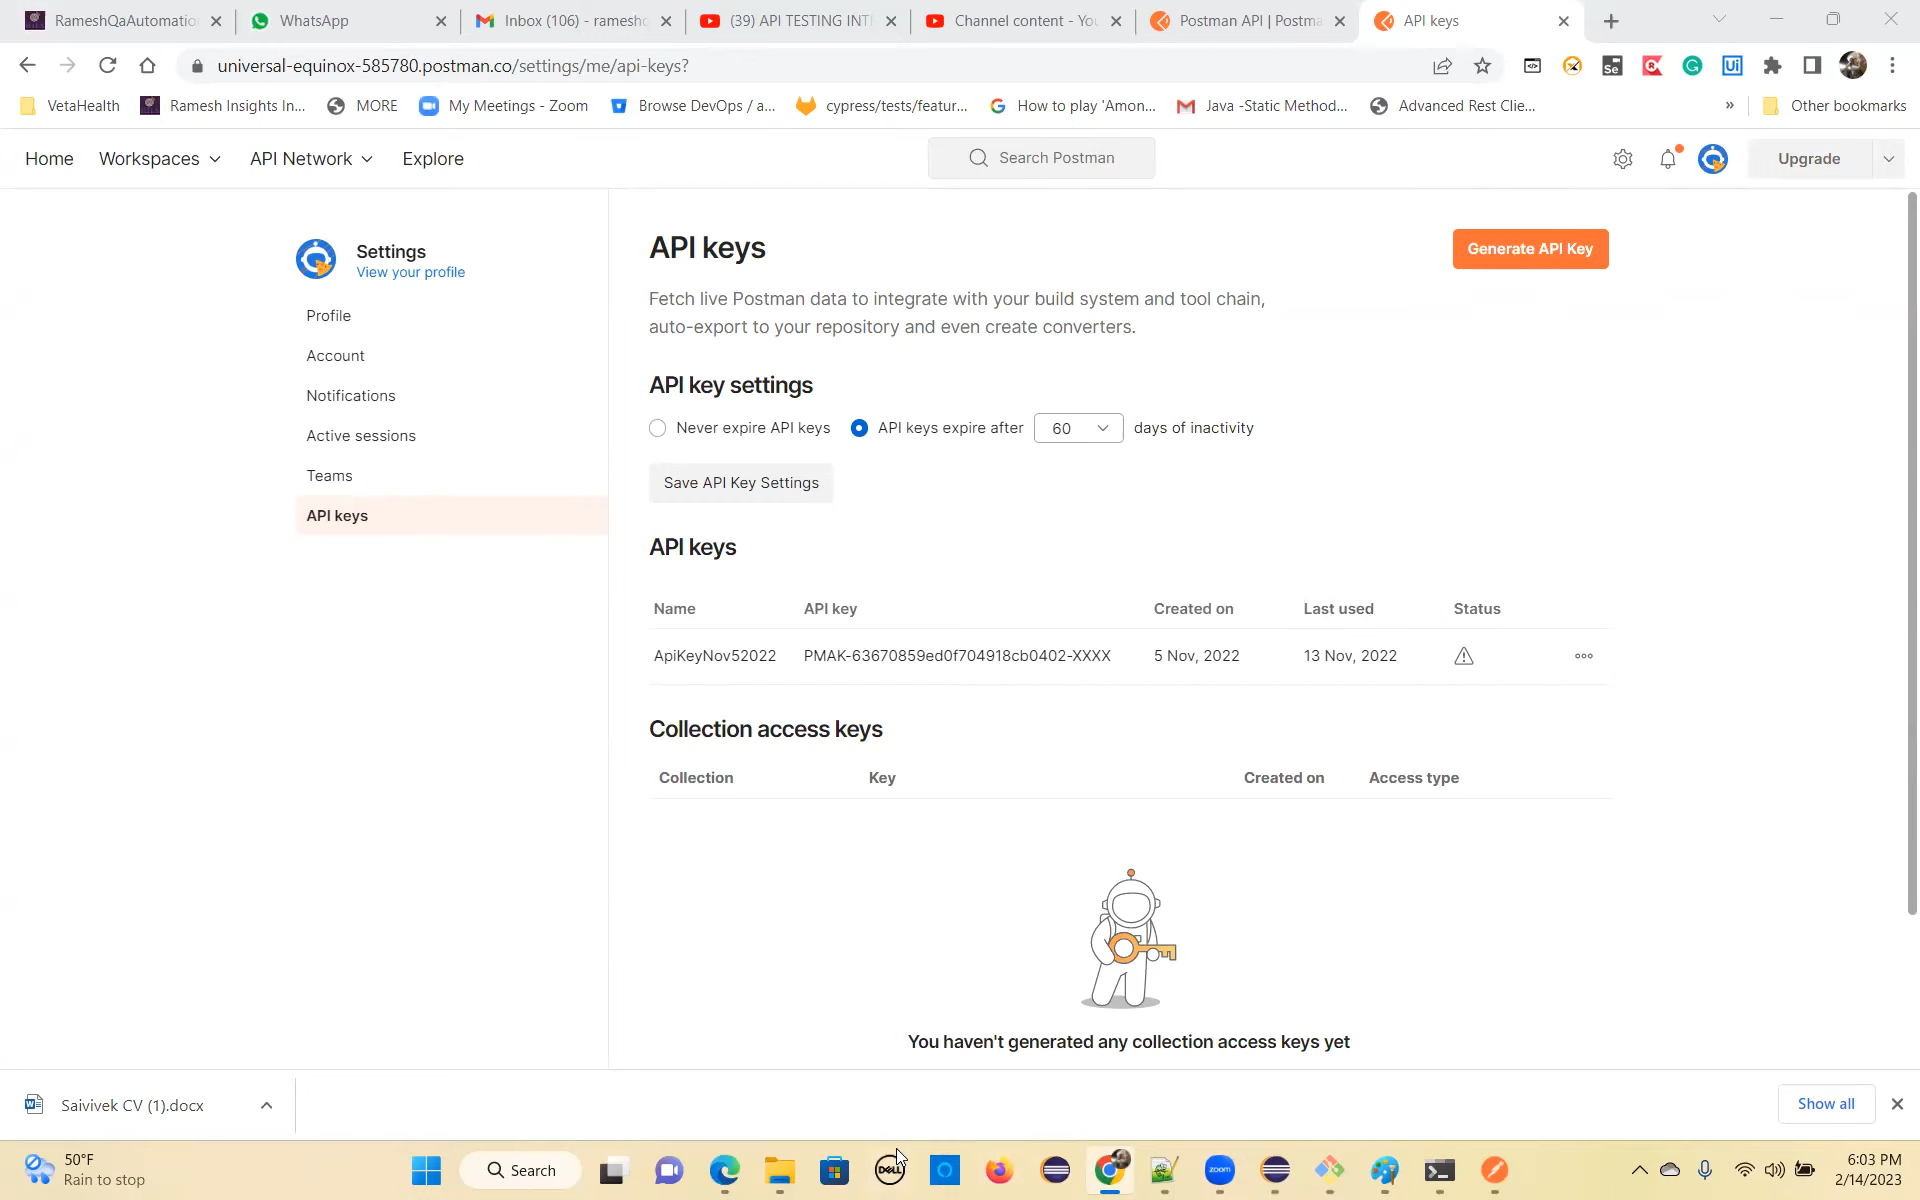 RameshQaAutomatio
WhatsApp
Inbox (106) - ramesho
(39) API TESTING INT
Channel content - You
Postman API | Postma
API keys
universal-equinox-585780.postman.co/settings/me/api-keys?
VetaHealth
Ramesh Insights In...
MORE
My Meetings - Zoom
Browse DevOps / a...
cypress/tests/featur...
How to play 'Amon...
Java -Static Method...
Advanced Rest Clie...
»
Other bookmarks
Home
Workspaces
API Network
Explore
Search Postman
Upgrade
Settings
View your profile
Profile
Account
Notifications
Active sessions
Teams
API keys
API keys
Generate API Key
Fetch live Postman data to integrate with your build system and tool chain,
auto-export to your repository and even create converters.
API key settings
Never expire API keys
API keys expire after
60
days of inactivity
Save API Key Settings
API keys
Name API key Created on Last used Status
ApiKeyNov52022 PMAK-63670859ed0f704918cb0402-XXXX 5 Nov, 2022 13 Nov, 2022
Collection access keys
Collection Key Created on Access type
You haven't generated any collection access keys yet
Saivivek CV (1).docx
Show all
50°F
Rain to stop
Search
DELL
zoom
6:03 PM
2/14/2023